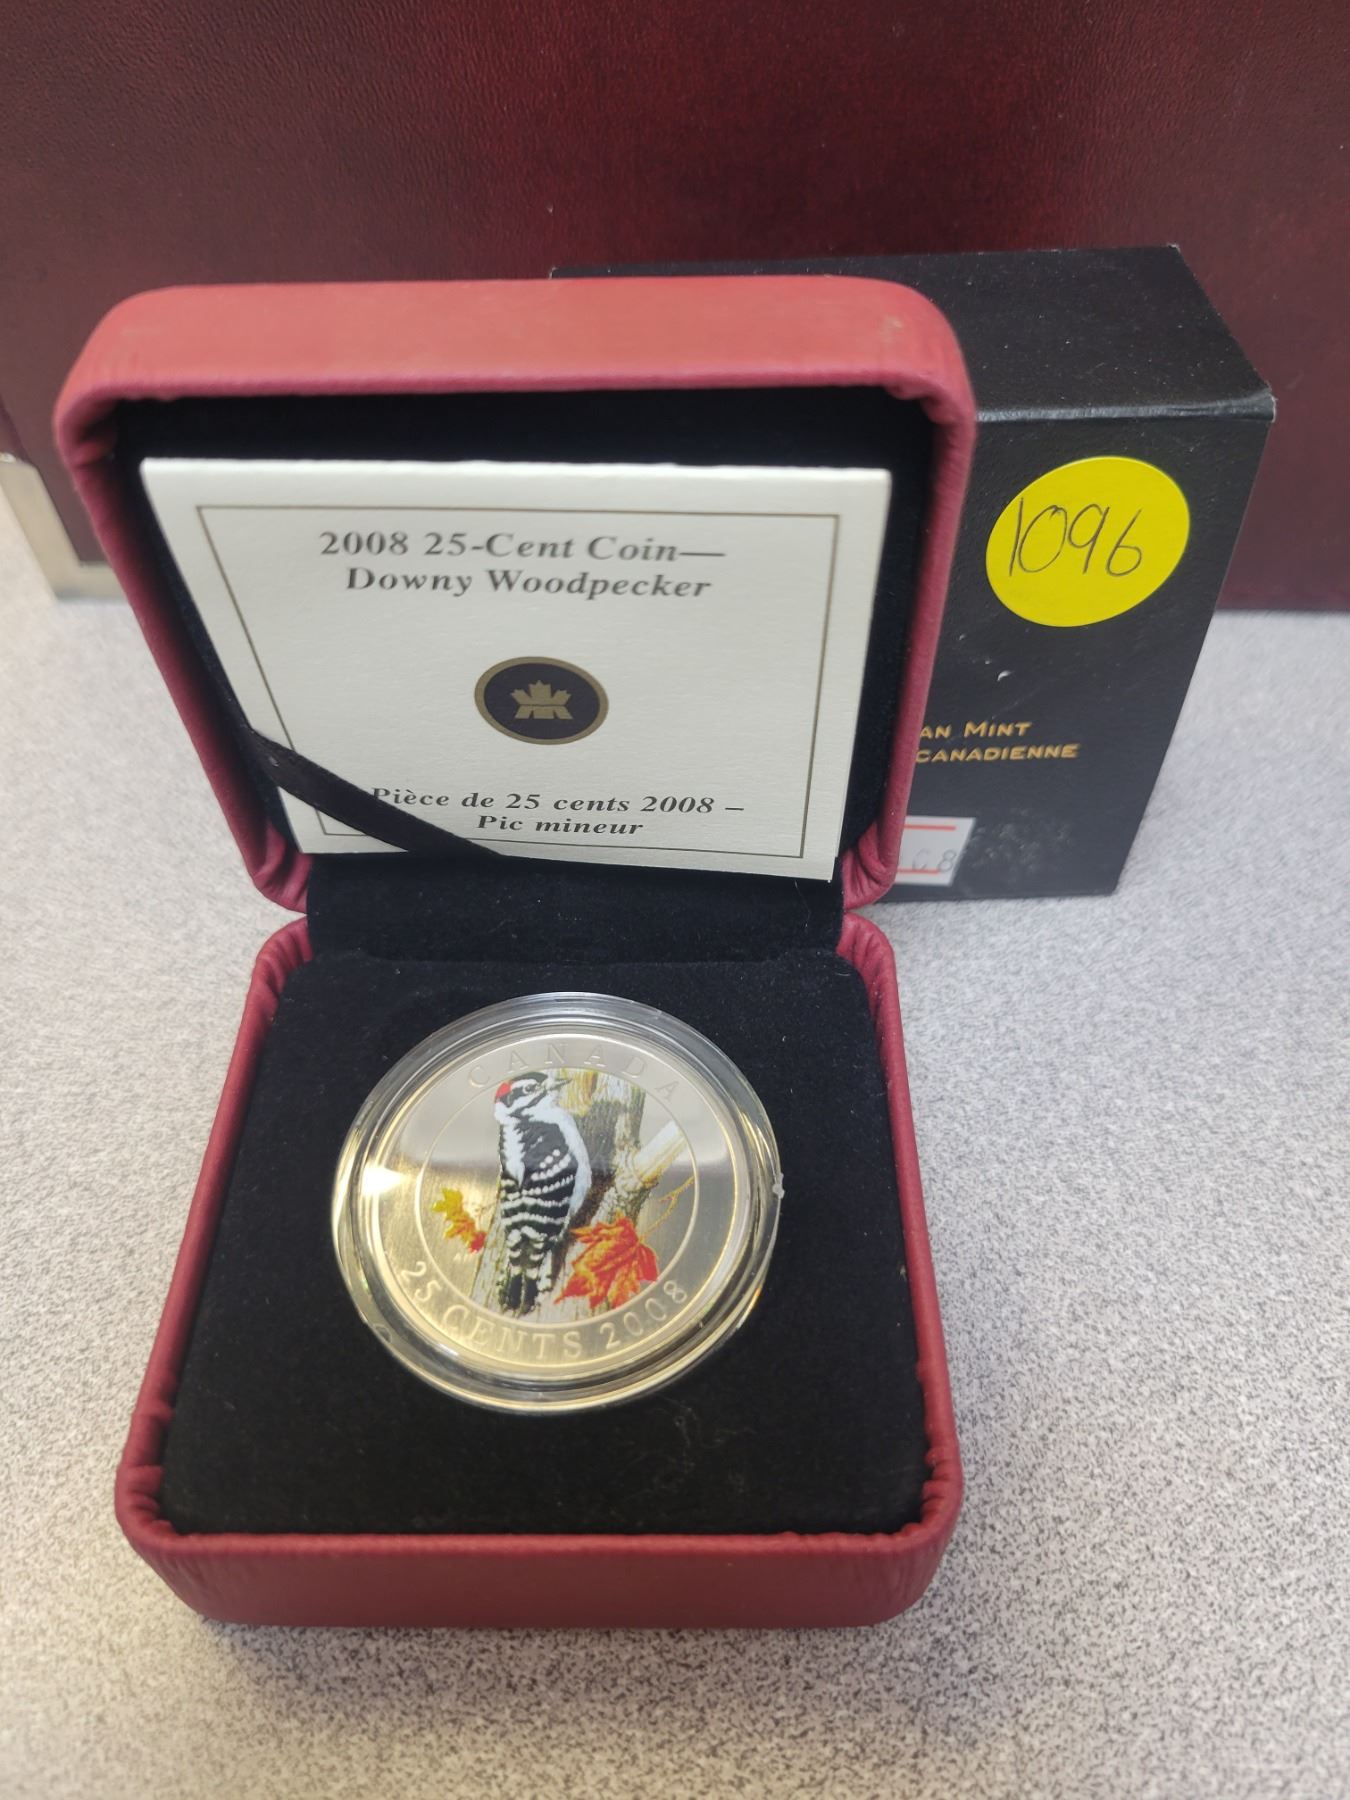 2008 25-Cent Coin—
Downy Woodpecker
Pièce de 25 cents 2008 –
Pic mineur
1096
AN MINT
CANADIENNE
CANADA
25 CENTS 2008